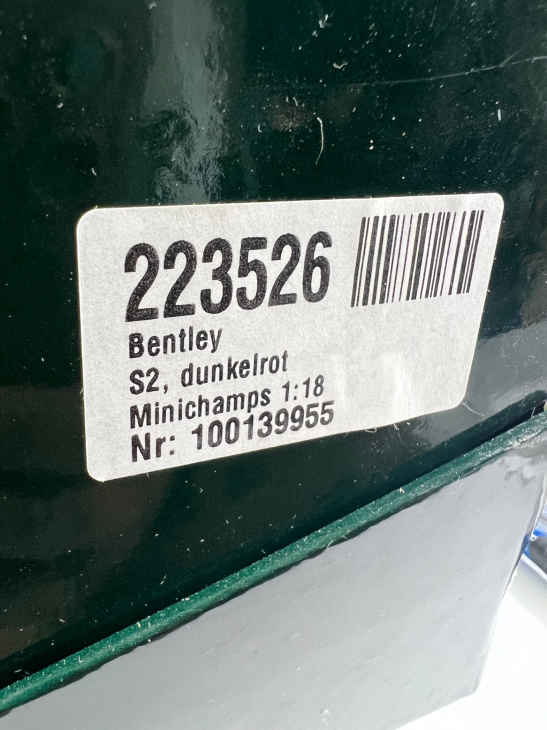 223526
Bentley
S2, dunkelrot
Minichamps 1:18
Nr: 100139955